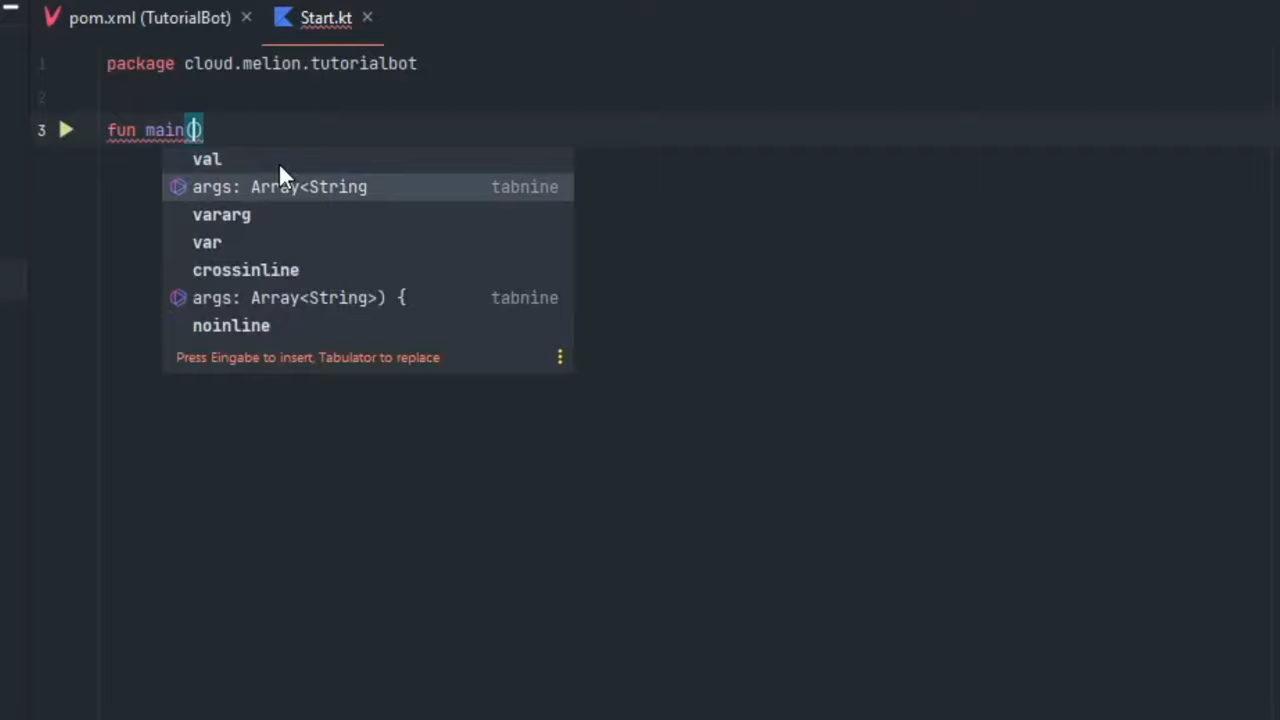 pom.xml (TutorialBot) × Start.kt ×
1 package cloud.melion.tutorialbot
2
3 fun main()
val
args: Array<String tabnine
vararg
var
crossinline
args: Array<String>) { tabnine
noinline
Press Eingabe to insert, Tabulator to replace